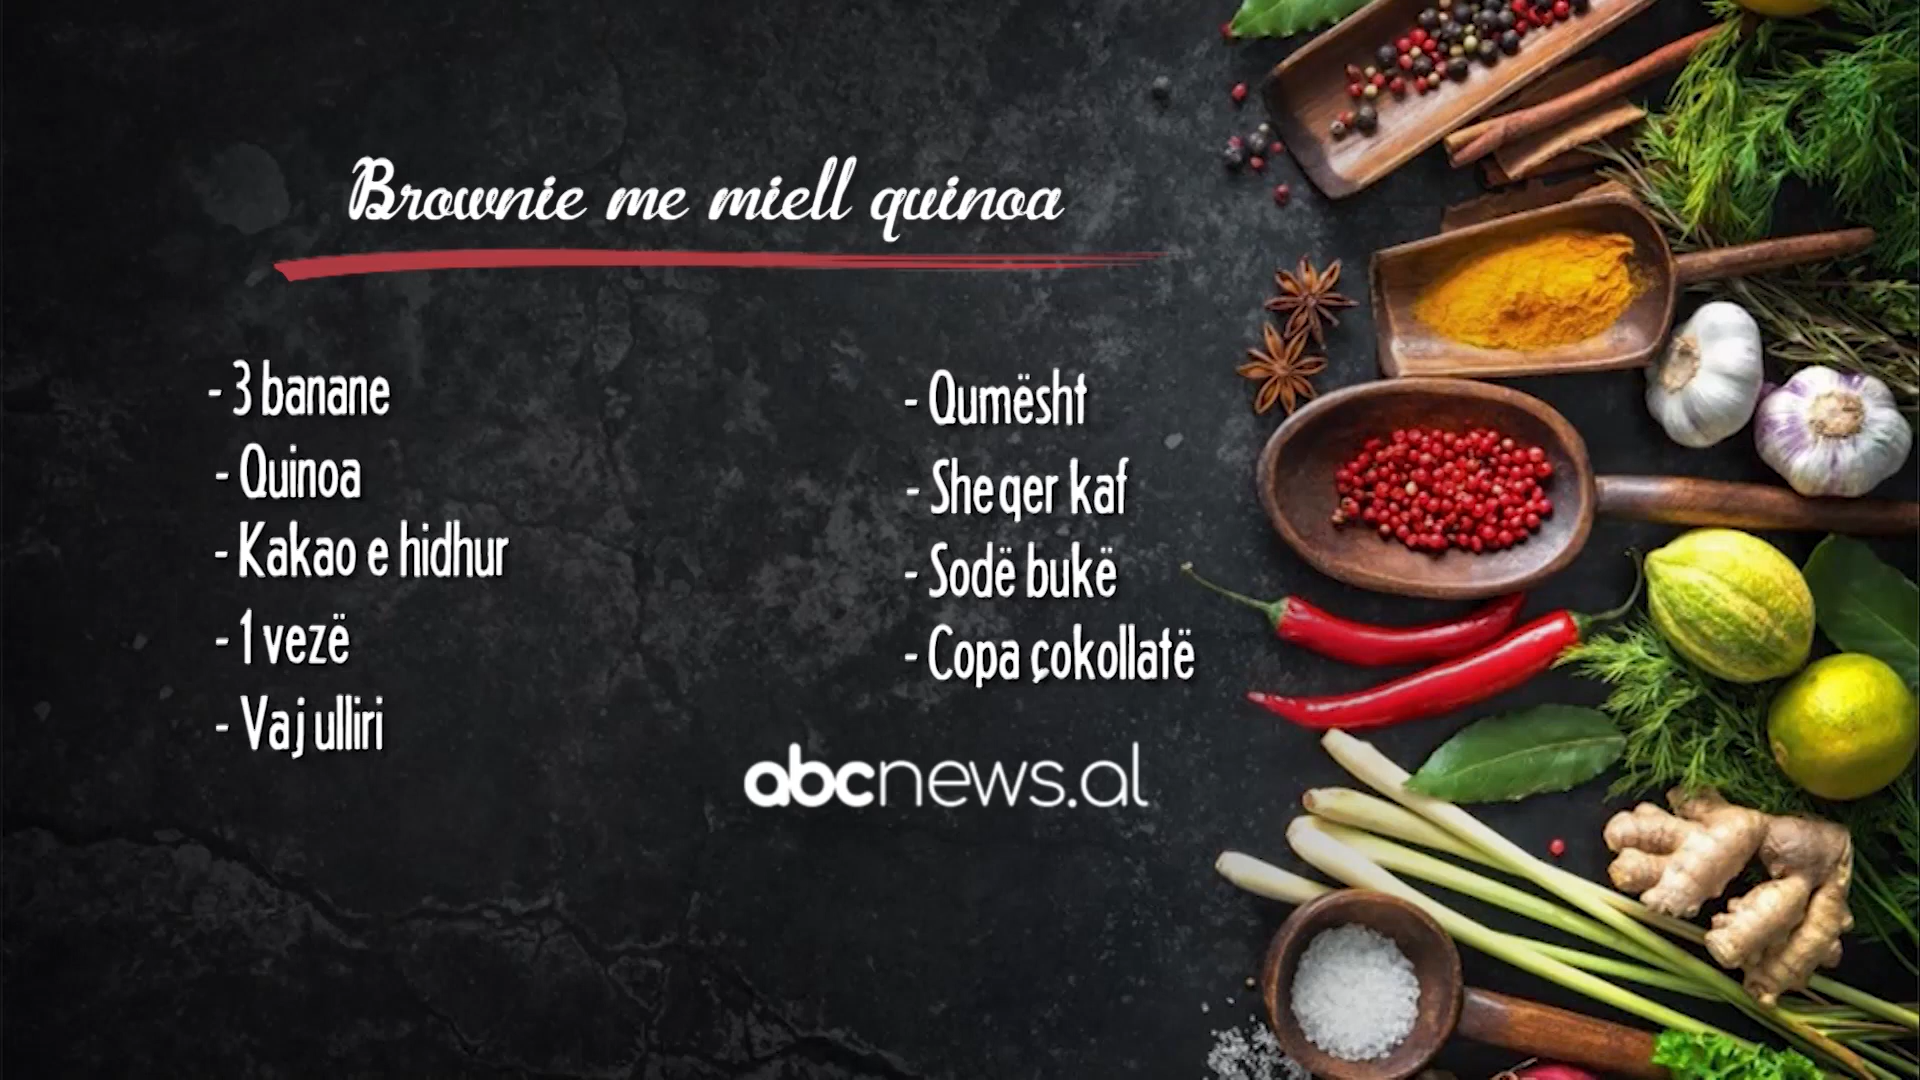 Brownie me miell quinoa
- 3 banane
- Quinoa
- Kakao e hidhur
- 1 vezë
- Vaj ulliri
- Qumësht
- Sheqer kaf
- Sodë bukë
- Copa çokollatë
abcnews.al